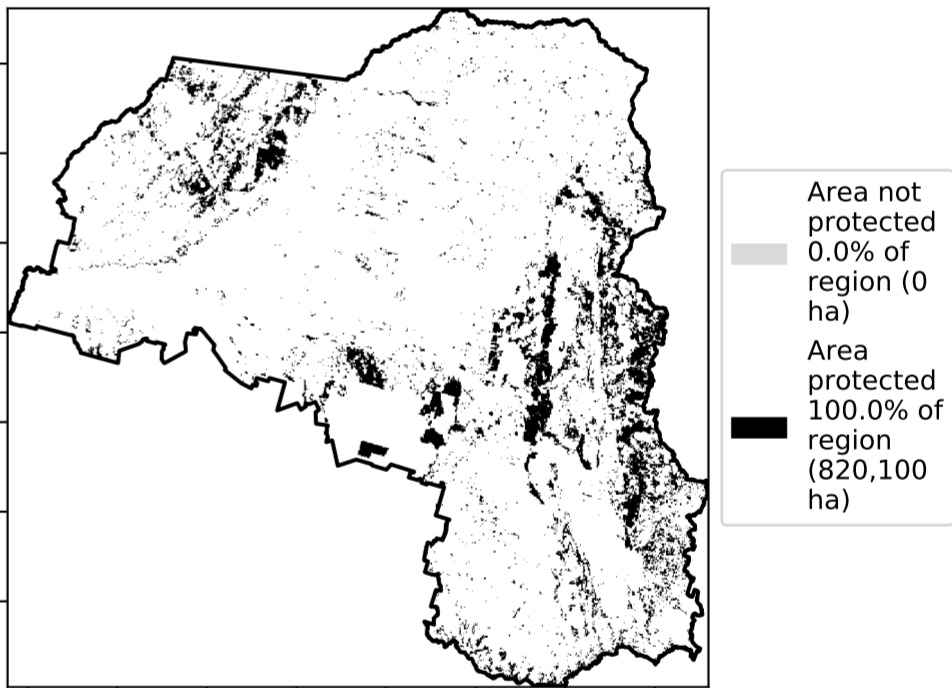 Area not
protected
0.0% of
region (0
ha)
Area
protected
100.0% of
region
(820,100
ha)